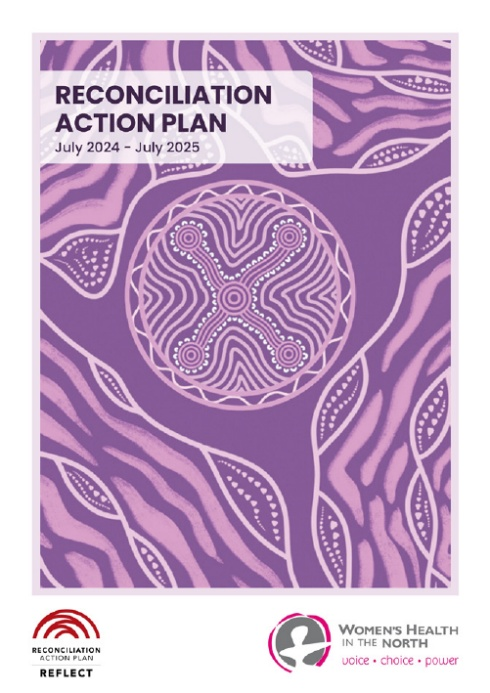 RECONCILIATION
ACTION PLAN
July 2024 - July 2025
RECONCILIATION
ACTION PLAN
REFLECT
WOMEN'S HEALTH
IN THE NORTH
voice • choice • power